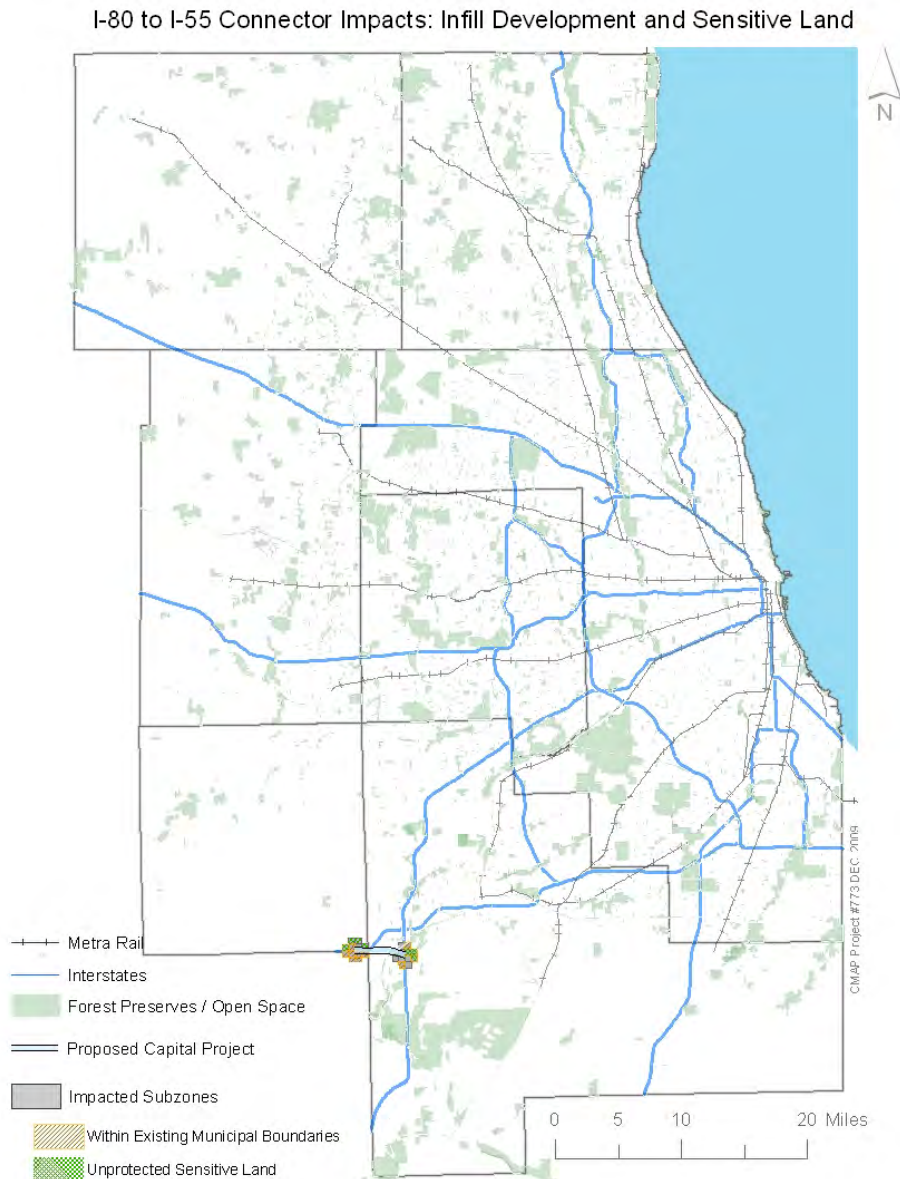 I-80 to I-55 Connector Impacts: Infill Development and Sensitive Land
N
CMAP Project #773 DEC. 2009
Metra Rail
Interstates
Forest Preserves / Open Space
Proposed Capital Project
Impacted Subzones
Within Existing Municipal Boundaries
Unprotected Sensitive Land
0 5 10 20 Miles